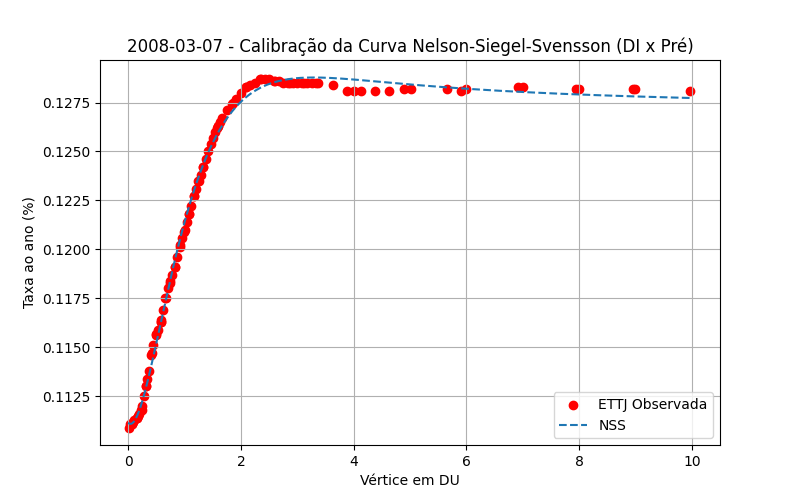 2008-03-07 - Calibração da Curva Nelson-Siegel-Svensson (DI x Pré)
Taxa ao ano (%)
0.1275
0.1250
0.1225
0.1200
0.1175
0.1150
0.1125
ETTJ Observada
NSS
0 2 4 6 8 10
Vértice em DU